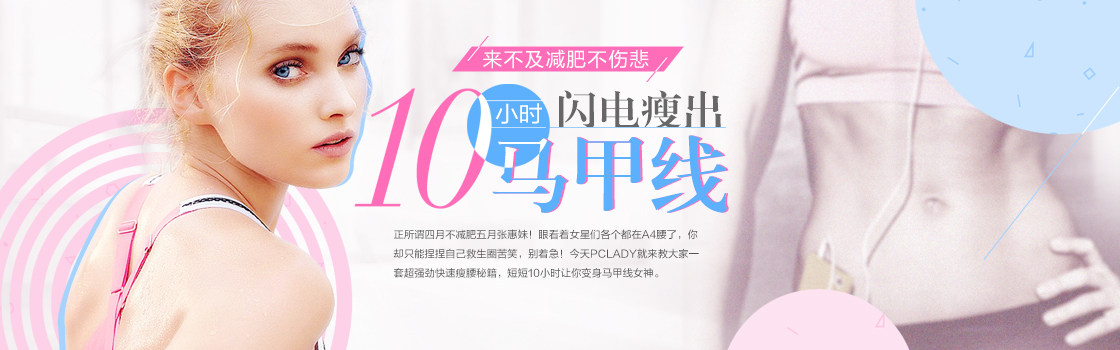 来不及减肥不伤悲
10小时 闪电瘦出
马甲线
正所谓四月不减肥五月张惠妹！眼看着女星们各个都在A4腰了，你
却只能捏捏自己救生圈苦笑，别着急！今天PCLADY就来教大家一
套超强劲快速瘦腰秘籍，短短10小时让你变身马甲线女神。